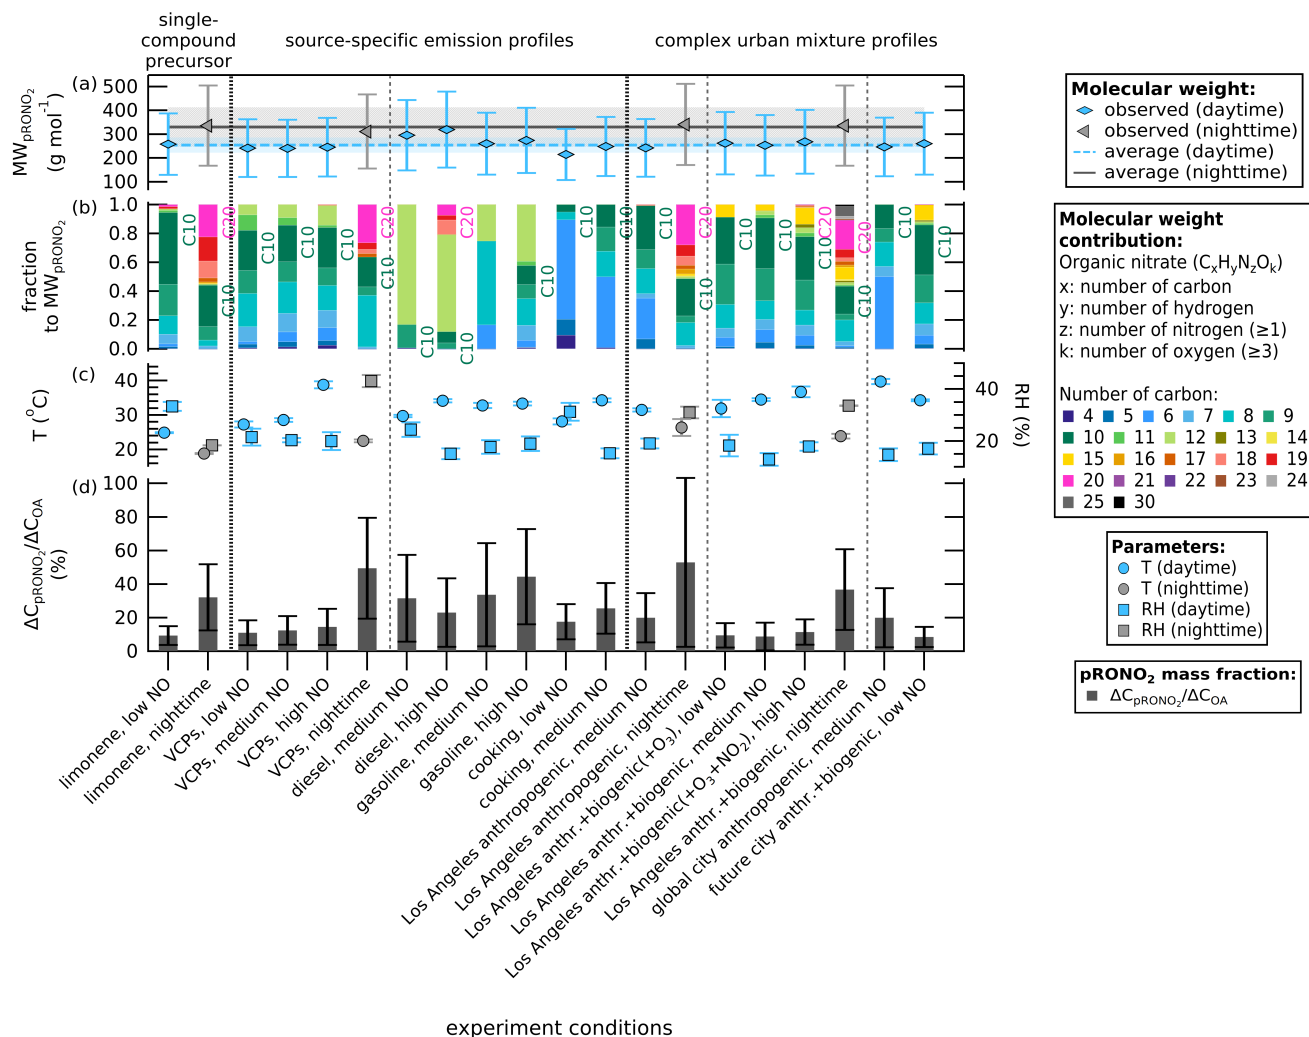 single-
compound
precursor
source-specific emission profiles
complex urban mixture profiles
(a)
MWpRONO₂
(g mol⁻¹)
500
400
300
200
100
(b)
fraction
to MWpRONO₂
1.0
0.8
0.6
0.4
0.2
0.0
C10
C20
C10
C10
C10
C10
C20
C10
C10
C20
C10
C10
C10
C10
C10
C20
C10
C10
C10
C20
C10
C20
C10
C10
C10
(c)
T (°C)
40
30
20
RH (%)
40
20
(d)
ΔCpRONO₂/ΔCOA
(%)
100
80
60
40
20
0
limonene, low NO
limonene, nighttime
VCPs, low NO
VCPs, medium NO
VCPs, high NO
VCPs, nighttime
diesel, medium NO
diesel, high NO
gasoline, medium NO
gasoline, high NO
cooking, low NO
cooking, medium NO
Los Angeles anthropogenic, medium NO
Los Angeles anthropogenic, nighttime
Los Angeles anthr.+biogenic(+O₃), low NO
Los Angeles anthr.+biogenic, medium NO
Los Angeles anthr.+biogenic(+O₃+NO₂), high NO
Los Angeles anthr.+biogenic, nighttime
global city anthropogenic, medium NO
future city anthr.+biogenic, low NO
experiment conditions
Molecular weight:
observed (daytime)
observed (nighttime)
average (daytime)
average (nighttime)
Molecular weight
contribution:
Organic nitrate (CxHyNzOk)
x: number of carbon
y: number of hydrogen
z: number of nitrogen (≥1)
k: number of oxygen (≥3)
Number of carbon:
4 5 6 7 8 9
10 11 12 13 14
15 16 17 18 19
20 21 22 23 24
25 30
Parameters:
T (daytime)
T (nighttime)
RH (daytime)
RH (nighttime)
pRONO₂ mass fraction:
ΔCpRONO₂/ΔCOA